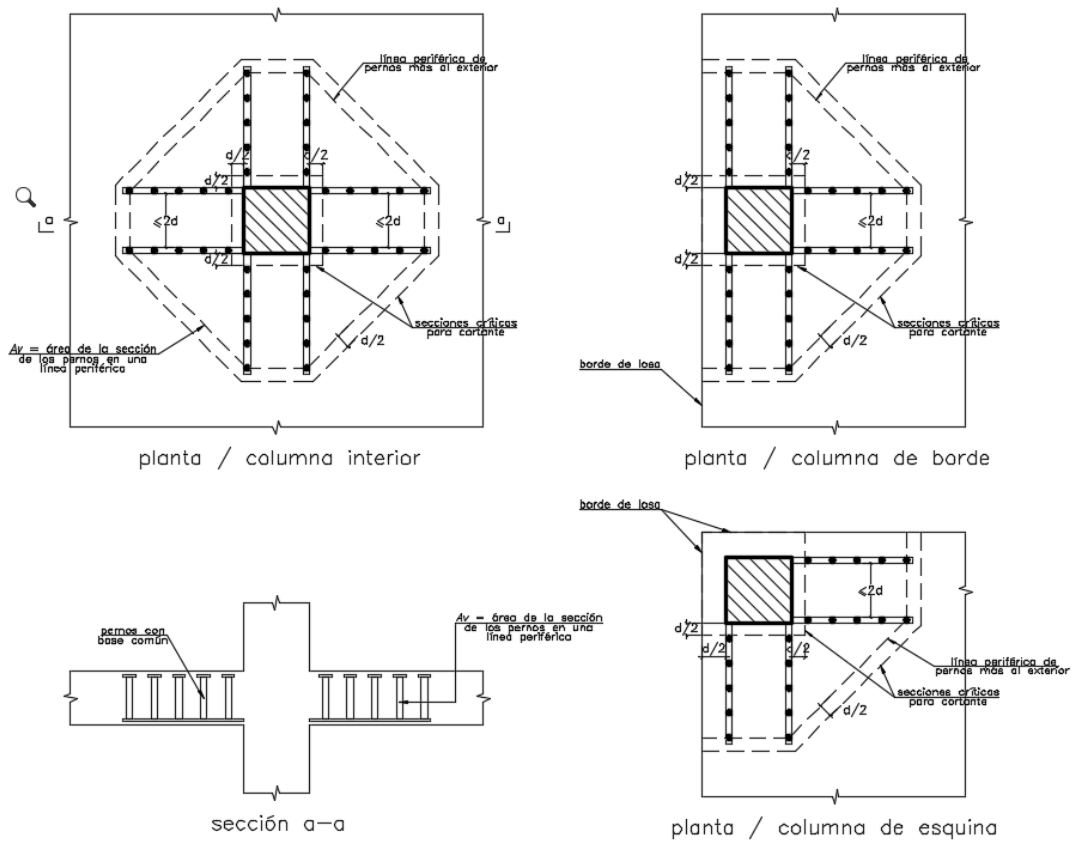 línea periférica de
pernos más al exterior
d/2
d/2
d/2
a
≤2d
≤2d
a
d/2
secciones críticas
para cortante
d/2
Av = área de la sección
de los pernos en una
línea periférica
planta / columna interior
línea periférica de
pernos más al exterior
d/2
d/2
≤2d
d/2
secciones críticas
para cortante
d/2
borde de losa
planta / columna de borde
pernos con
base común
Av = área de la sección
de los pernos en una
línea periférica
sección a-a
borde de losa
≤2d
d/2
d/2
d/2
línea periférica de
pernos más al exterior
secciones críticas
para cortante
d/2
planta / columna de esquina